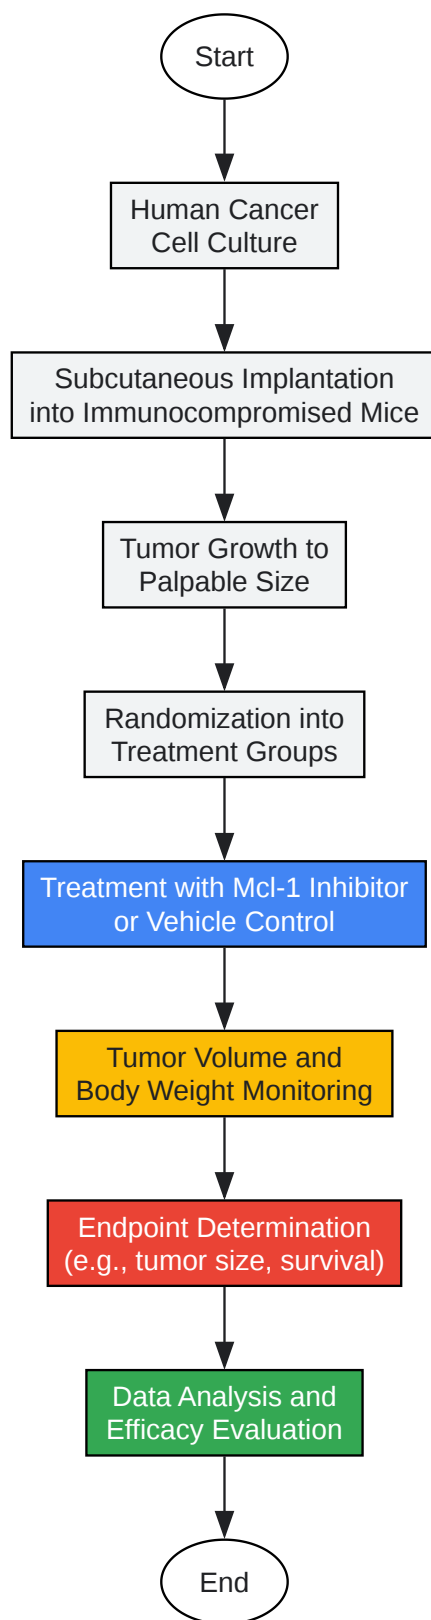 Start
Human Cancer
Cell Culture
Subcutaneous Implantation
into Immunocompromised Mice
Tumor Growth to
Palpable Size
Randomization into
Treatment Groups
Treatment with Mcl-1 Inhibitor
or Vehicle Control
Tumor Volume and
Body Weight Monitoring
Endpoint Determination
(e.g., tumor size, survival)
Data Analysis and
Efficacy Evaluation
End